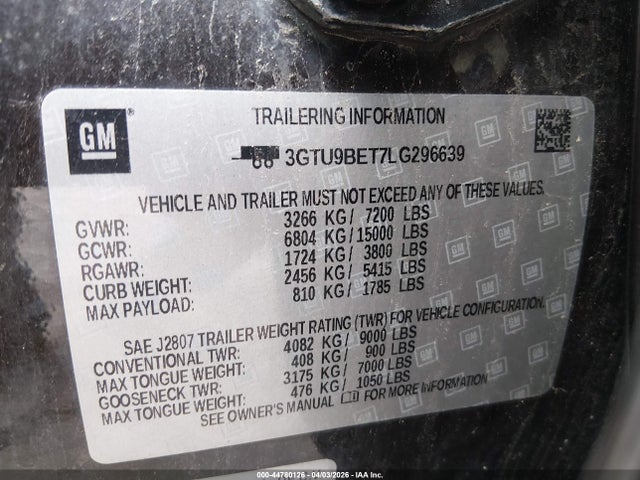 GM
TRAILERING INFORMATION
3GTU9BET7LG296639
VEHICLE AND TRAILER MUST NOT EXCEED ANY OF THESE VALUES.
GVWR: 3266 KG/ 7200 LBS
GCWR: 6804 KG/15000 LBS
RGAWR: 1724 KG/ 3800 LBS
CURB WEIGHT: 2456 KG/ 5415 LBS
MAX PAYLOAD: 810 KG/ 1785 LBS
SAE J2807 TRAILER WEIGHT RATING (TWR) FOR VEHICLE CONFIGURATION.
CONVENTIONAL TWR: 4082 KG/ 9000 LBS
MAX TONGUE WEIGHT: 408 KG/ 900 LBS
GOOSENECK TWR: 3175 KG/ 7000 LBS
MAX TONGUE WEIGHT: 476 KG/ 1050 LBS
SEE OWNER'S MANUAL FOR MORE INFORMATION
000-44780126 - 04/03/2026 - IAA Inc.